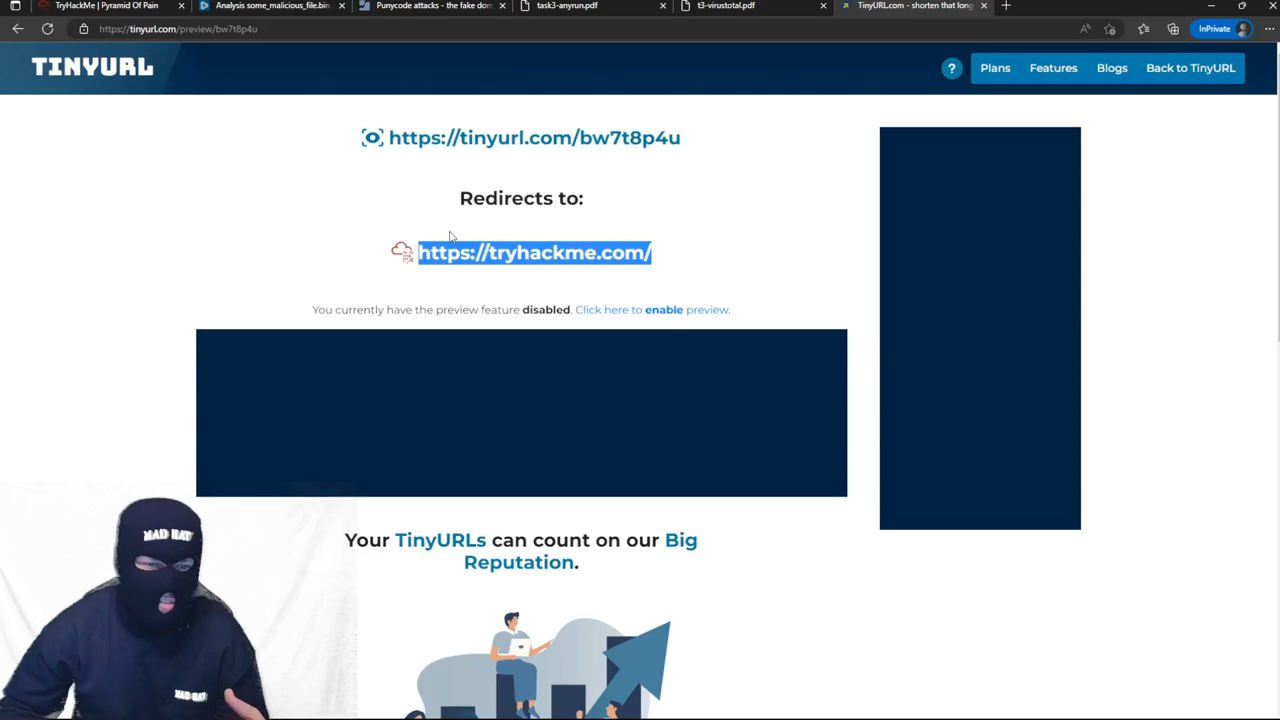 TryHackMe | Pyramid Of Pain
Analysis some_malicious_file.bin
Punycode attacks - the fake dom
task3-anyrun.pdf
t3-virustotal.pdf
TinyURL.com - shorten that long
https://tinyurl.com/preview/bw7t8p4u
InPrivate
TINYURL
?
Plans
Features
Blogs
Back to TinyURL
https://tinyurl.com/bw7t8p4u
Redirects to:
https://tryhackme.com/
You currently have the preview feature disabled. Click here to enable preview.
Your TinyURLs can count on our Big
Reputation.
MAD HAT
MAD HAT